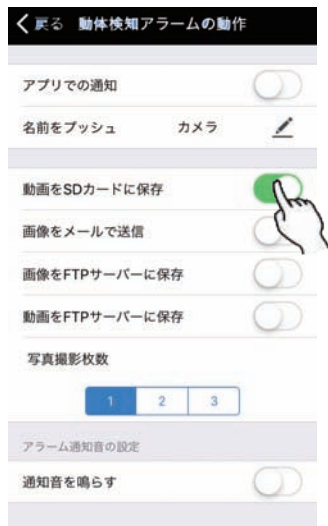 戻る 動体検知アラームの動作
アプリでの通知
名前をプッシュ カメラ
動画をSDカードに保存
画像をメールで送信
画像をFTPサーバーに保存
動画をFTPサーバーに保存
写真撮影枚数
1 2 3
アラーム通知音の設定
通知音を鳴らす